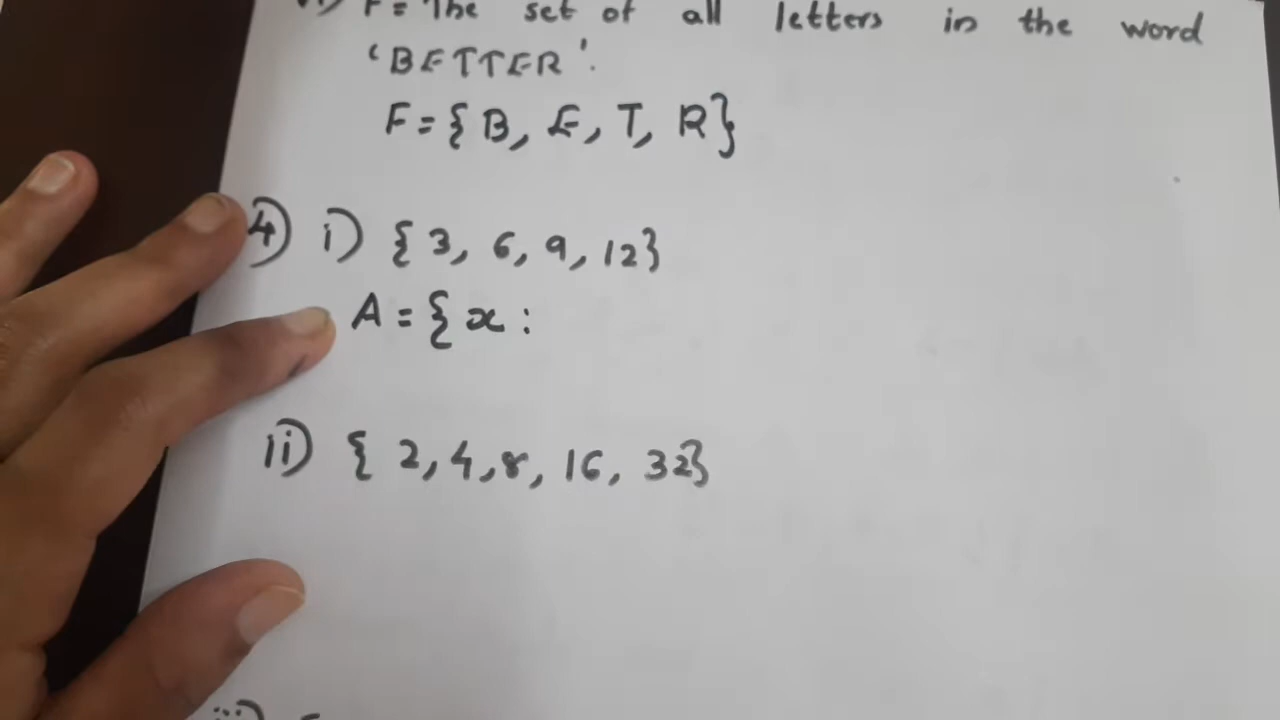 F = The set of all letters in the word
'BETTER'.
F = { B, E, T, R}
4) i) { 3, 6, 9, 12}
A = { x :
ii) { 2, 4, 8, 16, 32}
iii) {